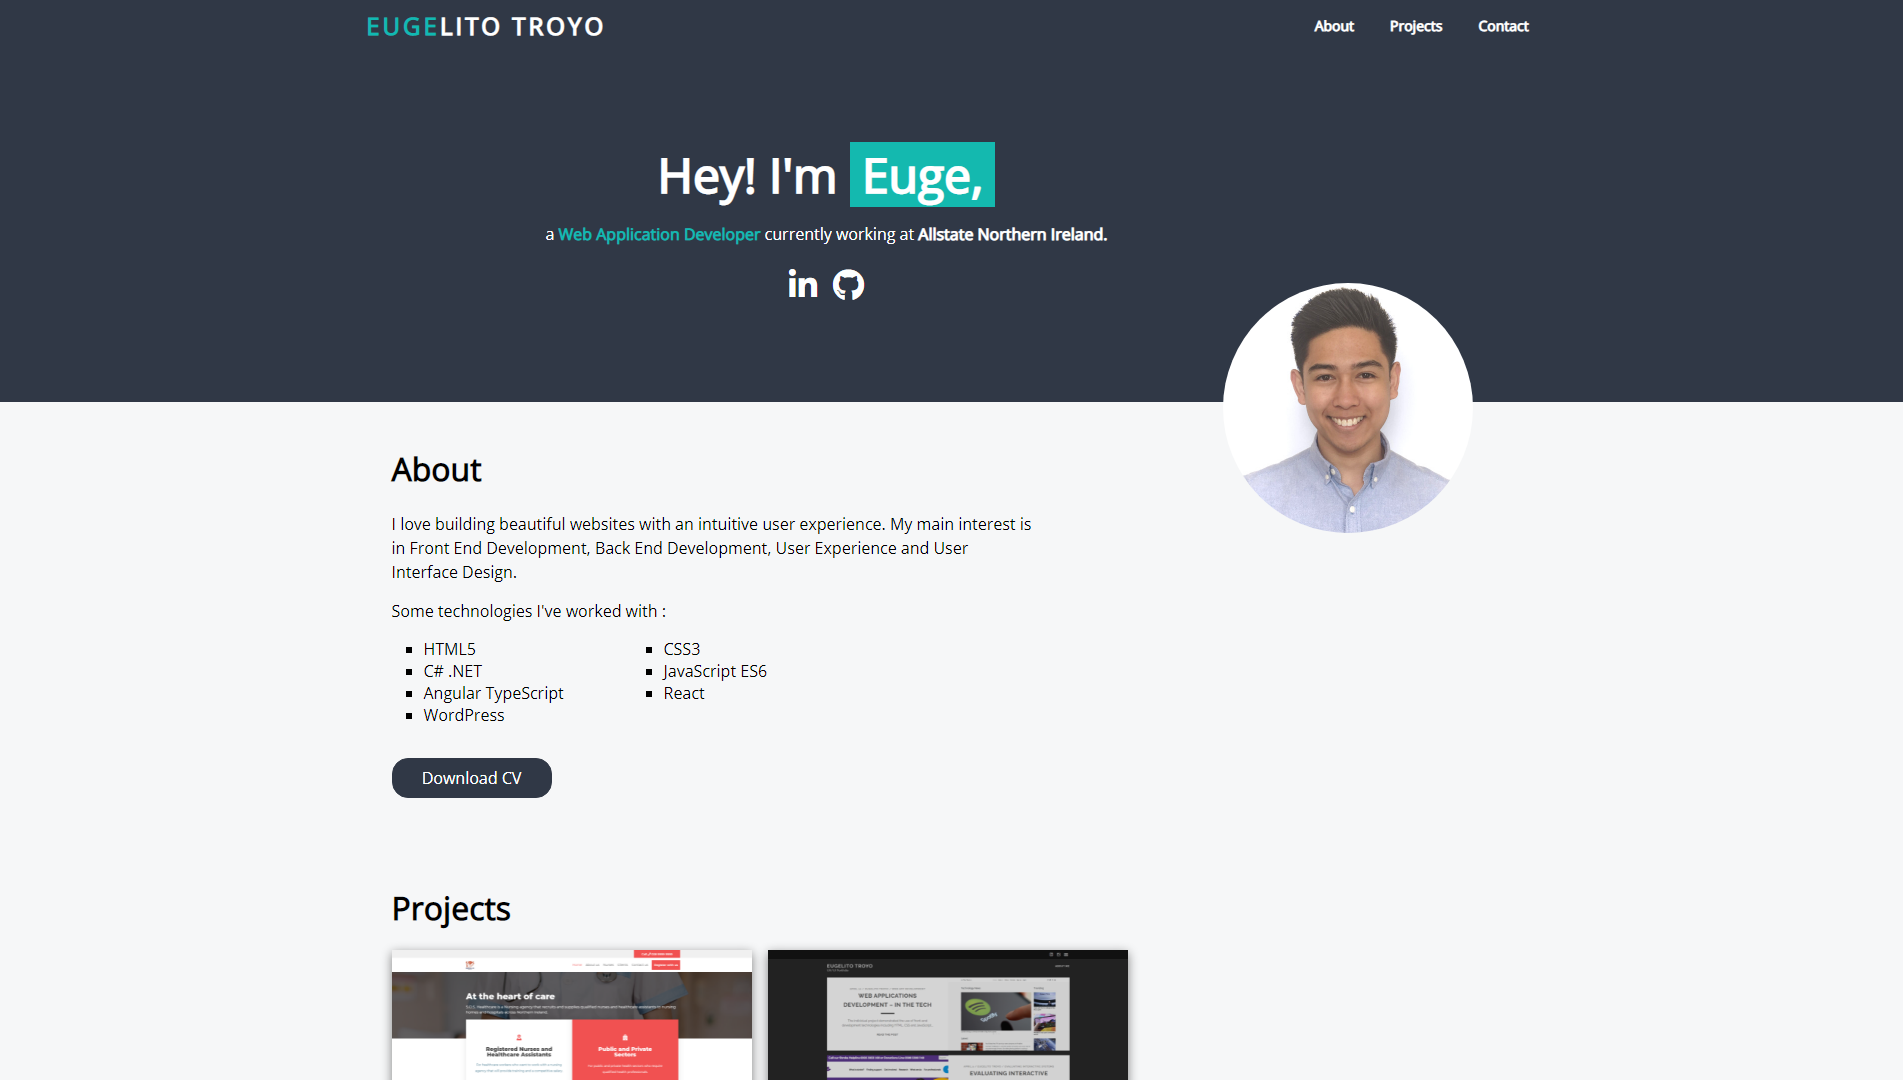 EUGELITO TROYO
About
Projects
Contact
Hey! I'm Euge,
a Web Application Developer currently working at Allstate Northern Ireland.
in
About
I love building beautiful websites with an intuitive user experience. My main interest is
in Front End Development, Back End Development, User Experience and User
Interface Design.
Some technologies I've worked with :
HTML5
CSS3
C# .NET
JavaScript ES6
Angular TypeScript
React
WordPress
Download CV
Projects
At the heart of care
Registered Nurses and
Healthcare Assistants
Public and Private
Sectors
EUGELITO TROYO
WEB APPLICATIONS
DEVELOPMENT – IN THE TECH
Spotify
EVALUATING INTERACTIVE